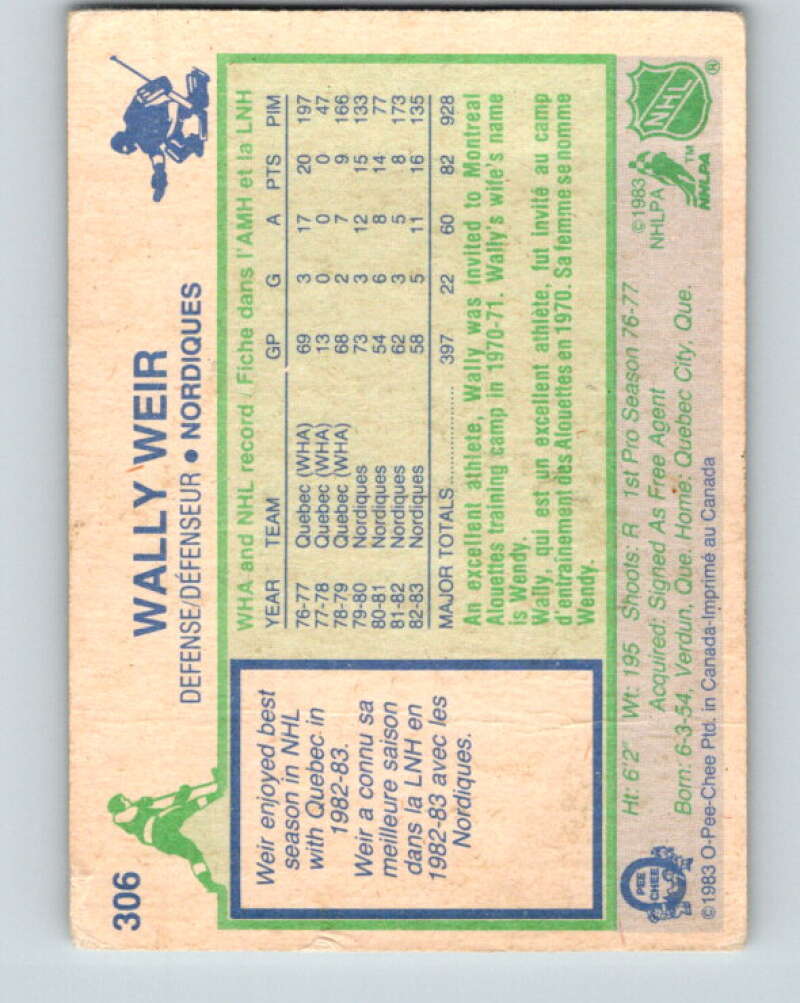 306
WALLY WEIR
DEFENSE/DÉFENSEUR • NORDIQUES
Weir enjoyed best
season in NHL
with Quebec in
1982-83.
Weir a connu sa
meilleure saison
dans la LNH en
1982-83 avec les
Nordiques.
WHA and NHL record / Fiche dans l'AMH et la LNH
YEAR TEAM GP G A PTS PIM
76-77 Quebec (WHA) 69 3 17 20 197
77-78 Quebec (WHA) 13 0 0 0 47
78-79 Quebec (WHA) 68 2 7 9 166
79-80 Nordiques 73 3 12 15 133
80-81 Nordiques 54 6 8 14 77
81-82 Nordiques 62 3 5 8 173
82-83 Nordiques 58 5 11 16 135
MAJOR TOTALS .............. 397 22 60 82 928
An excellent athlete, Wally was invited to Montreal
Alouettes training camp in 1970-71. Wally's wife's name
is Wendy.
Wally, qui est un excellent athlète, fut invité au camp
d'entrainement des Alouettes en 1970. Sa femme se nomme
Wendy.
PEE
CHEE
Ht: 6'2" Wt: 195 Shoots: R 1st Pro Season 76-77
Acquired: Signed As Free Agent
Born: 6-3-54, Verdun, Que. Home: Quebec City, Que.
©1983 O-Pee-Chee Ptd. in Canada-Imprimé au Canada
©1983
NHLPA
TM
NHLPA
NHL
®